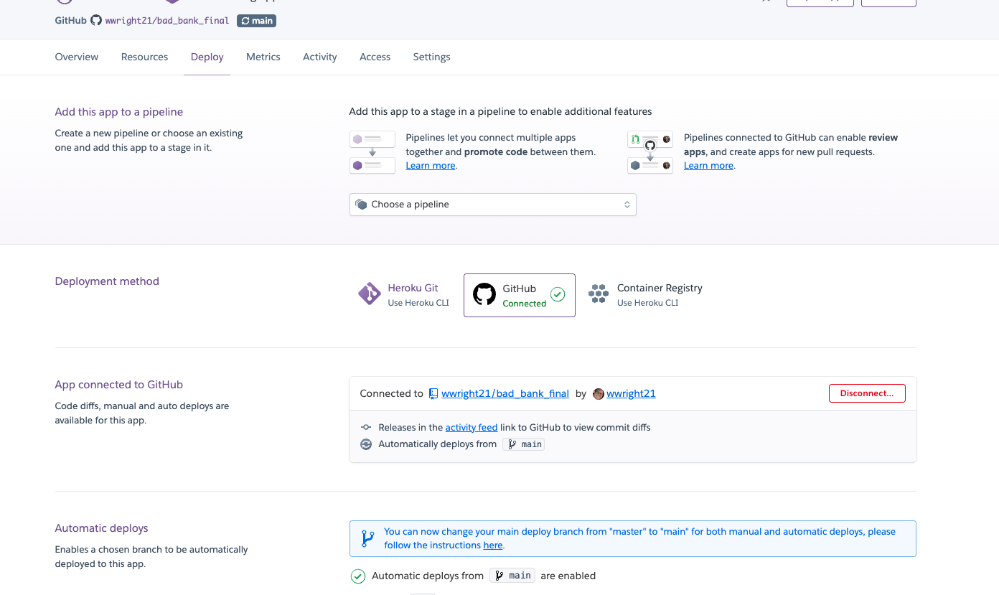 GitHub wwright21/bad_bank_final main
Overview Resources Deploy Metrics Activity Access Settings
Add this app to a pipeline
Create a new pipeline or choose an existing
one and add this app to a stage in it.
Add this app to a stage in a pipeline to enable additional features
Pipelines let you connect multiple apps
together and promote code between them.
Learn more.
Pipelines connected to GitHub can enable review
apps, and create apps for new pull requests.
Learn more.
Choose a pipeline
Deployment method
Heroku Git
Use Heroku CLI
GitHub
Connected
Container Registry
Use Heroku CLI
App connected to GitHub
Code diffs, manual and auto deploys are
available for this app.
Connected to wwright21/bad_bank_final by wwright21
Disconnect...
Releases in the activity feed link to GitHub to view commit diffs
Automatically deploys from main
Automatic deploys
Enables a chosen branch to be automatically
deployed to this app.
You can now change your main deploy branch from "master" to "main" for both manual and automatic deploys, please
follow the instructions here.
Automatic deploys from main are enabled